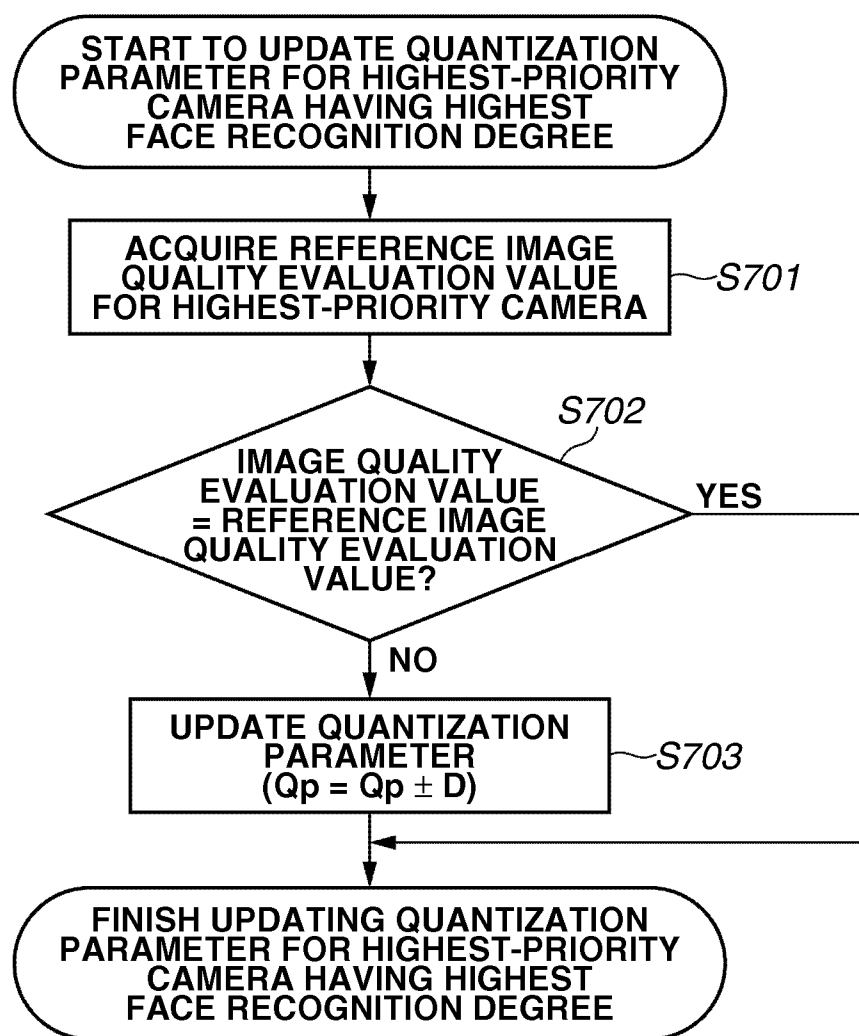 START TO UPDATE QUANTIZATION
PARAMETER FOR HIGHEST-PRIORITY
CAMERA HAVING HIGHEST
FACE RECOGNITION DEGREE
ACQUIRE REFERENCE IMAGE
QUALITY EVALUATION VALUE
FOR HIGHEST-PRIORITY CAMERA
S701
S702
IMAGE QUALITY
EVALUATION VALUE
= REFERENCE IMAGE
QUALITY EVALUATION
VALUE?
YES
NO
UPDATE QUANTIZATION
PARAMETER
(Qp = Qp ± D)
S703
FINISH UPDATING QUANTIZATION
PARAMETER FOR HIGHEST-PRIORITY
CAMERA HAVING HIGHEST
FACE RECOGNITION DEGREE